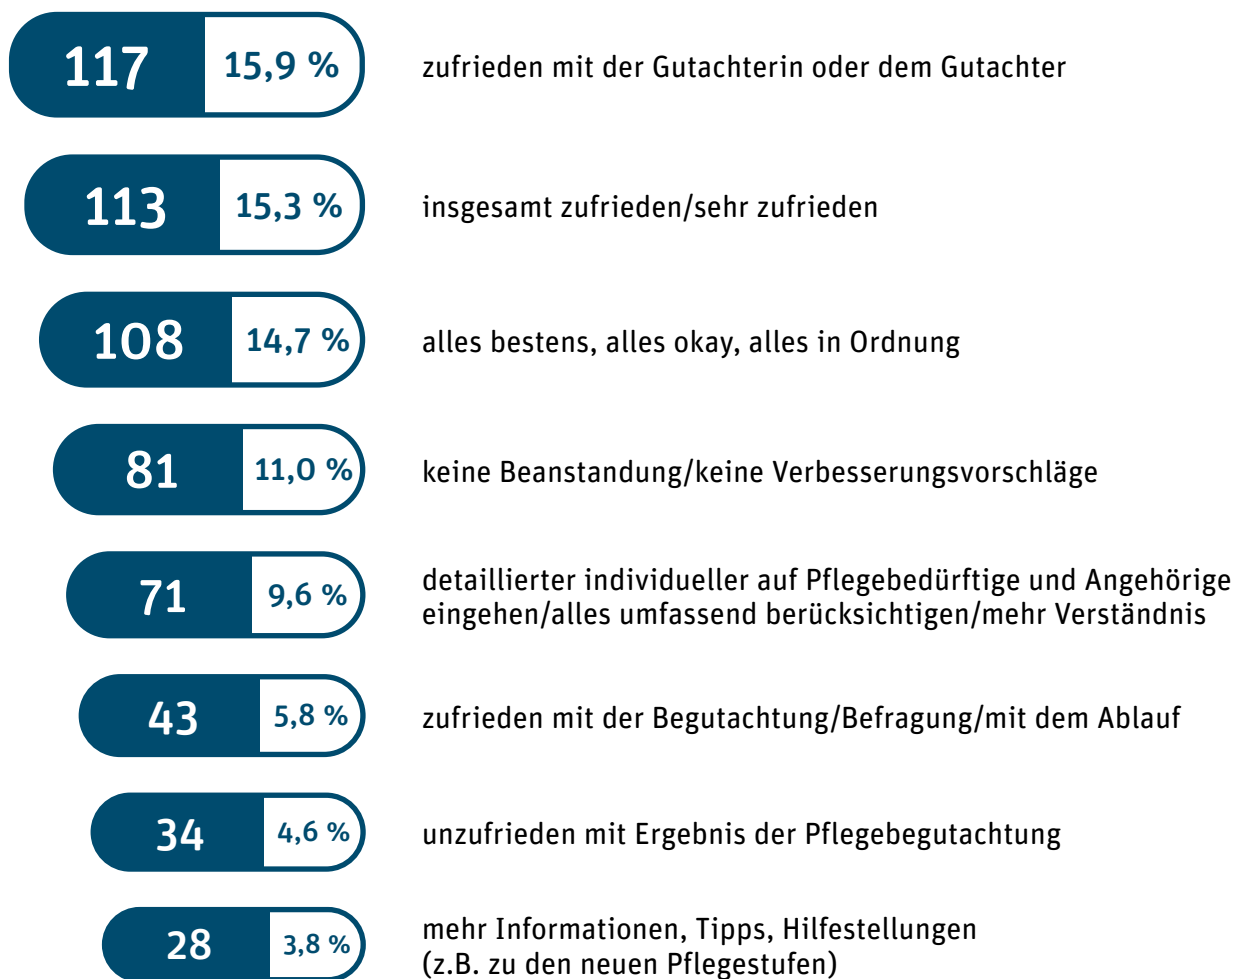 117 15,9 % zufrieden mit der Gutachterin oder dem Gutachter
113 15,3 % insgesamt zufrieden/sehr zufrieden
108 14,7 % alles bestens, alles okay, alles in Ordnung
81 11,0 % keine Beanstandung/keine Verbesserungsvorschläge
71 9,6 % detaillierter individueller auf Pflegebedürftige und Angehörige
eingehen/alles umfassend berücksichtigen/mehr Verständnis
43 5,8 % zufrieden mit der Begutachtung/Befragung/mit dem Ablauf
34 4,6 % unzufrieden mit Ergebnis der Pflegebegutachtung
28 3,8 % mehr Informationen, Tipps, Hilfestellungen
(z.B. zu den neuen Pflegestufen)